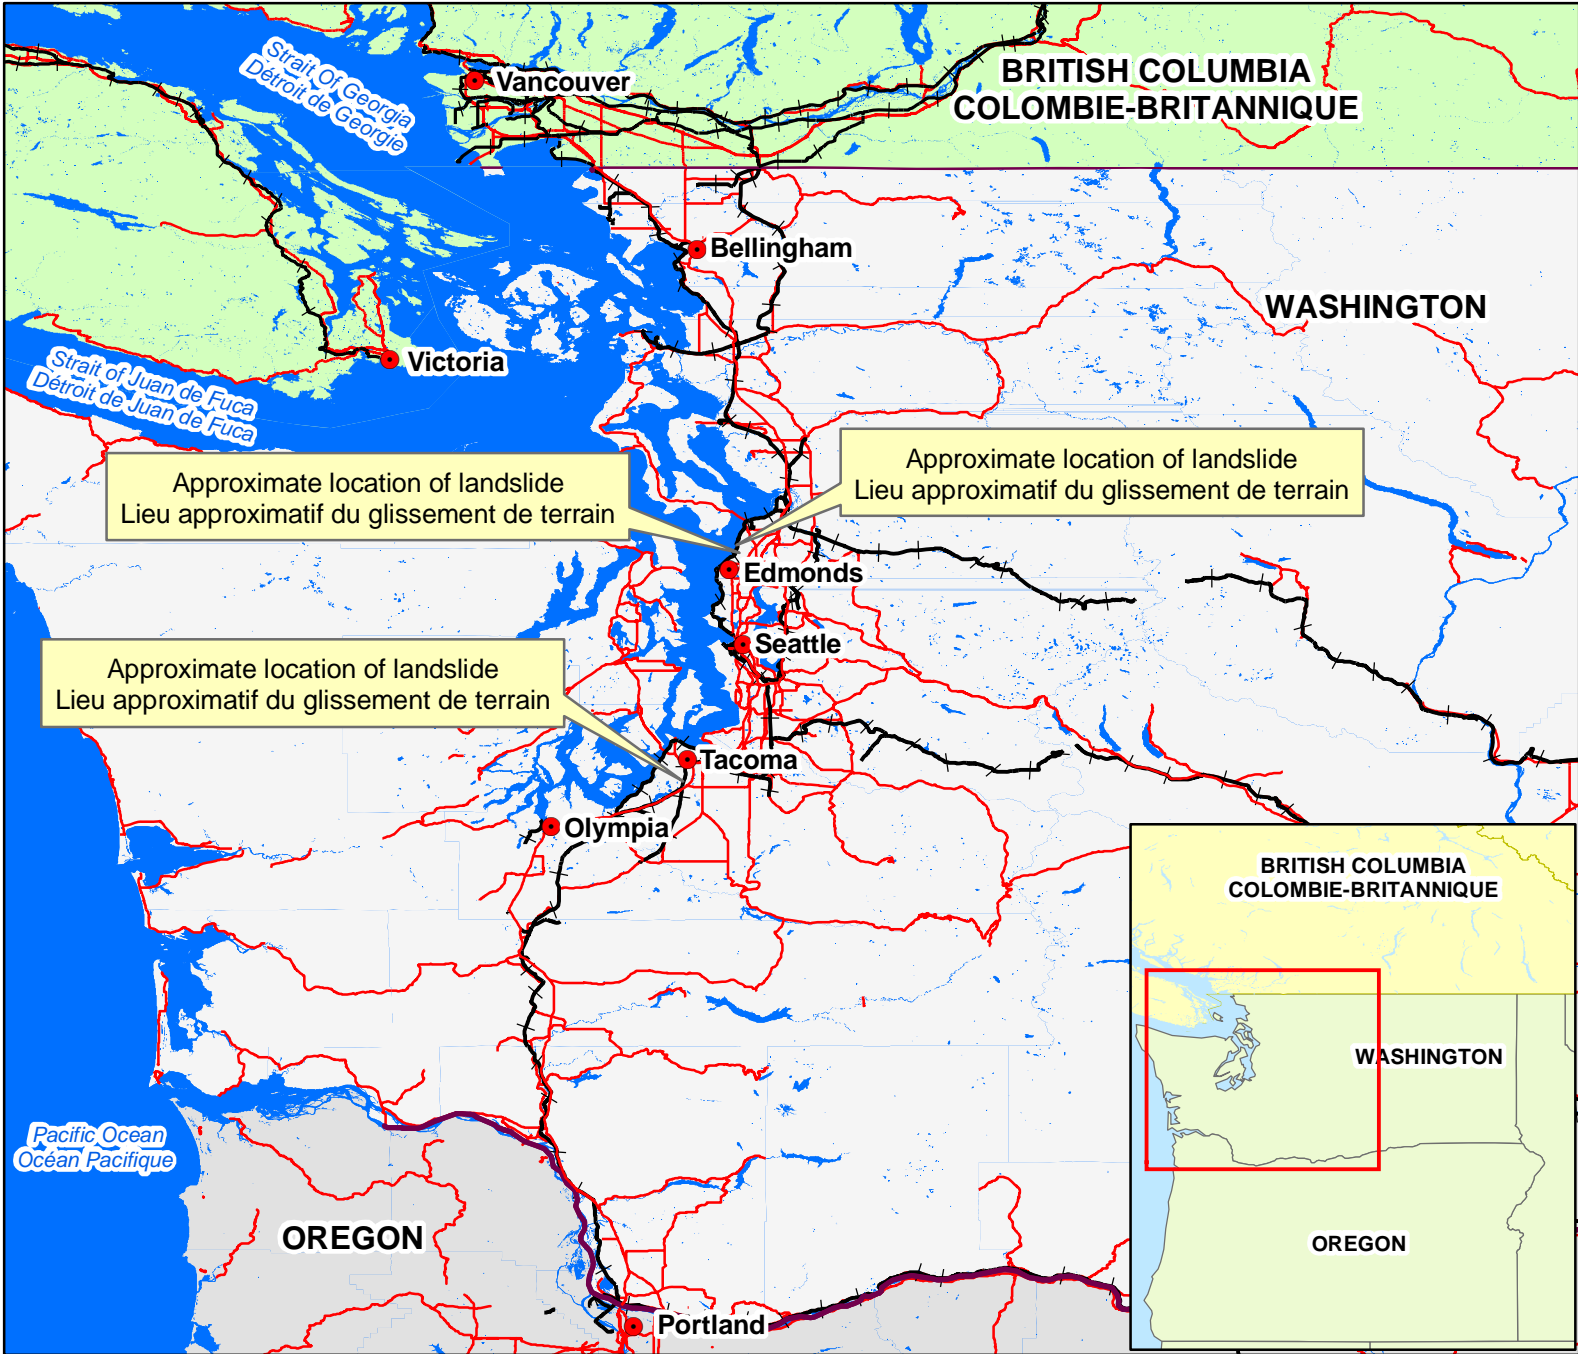 Strait Of Georgia
Détroit de Georgie
Vancouver
BRITISH COLUMBIA
COLOMBIE-BRITANNIQUE
Bellingham
WASHINGTON
Victoria
Strait of Juan de Fuca
Détroit de Juan de Fuca
Approximate location of landslide
Lieu approximatif du glissement de terrain
Approximate location of landslide
Lieu approximatif du glissement de terrain
Edmonds
Seattle
Approximate location of landslide
Lieu approximatif du glissement de terrain
Tacoma
Olympia
BRITISH COLUMBIA
COLOMBIE-BRITANNIQUE
WASHINGTON
OREGON
Pacific Ocean
Océan Pacifique
OREGON
Portland